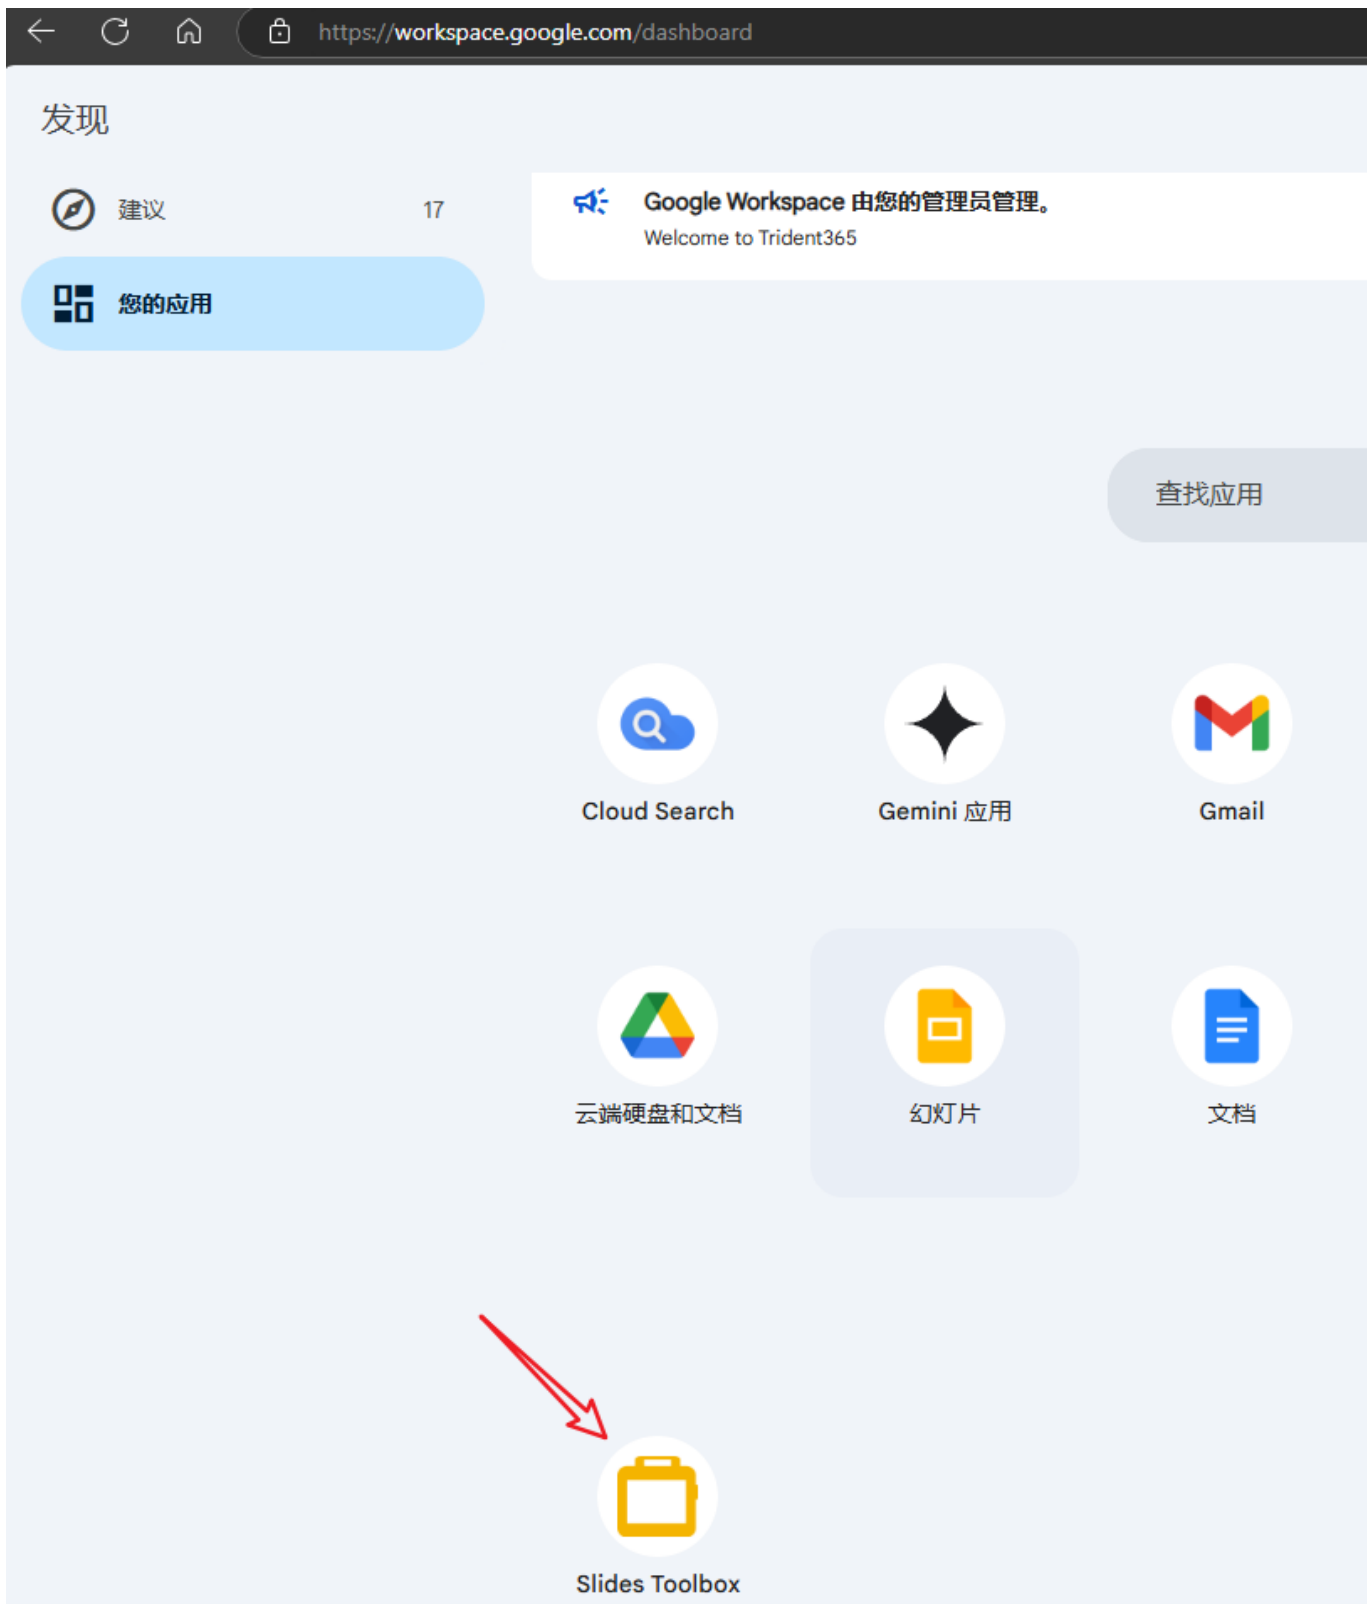 https://workspace.google.com/dashboard
发现
建议 17
您的应用
Google Workspace 由您的管理员管理。
Welcome to Trident365
查找应用
Cloud Search
Gemini 应用
Gmail
云端硬盘和文档
幻灯片
文档
Slides Toolbox